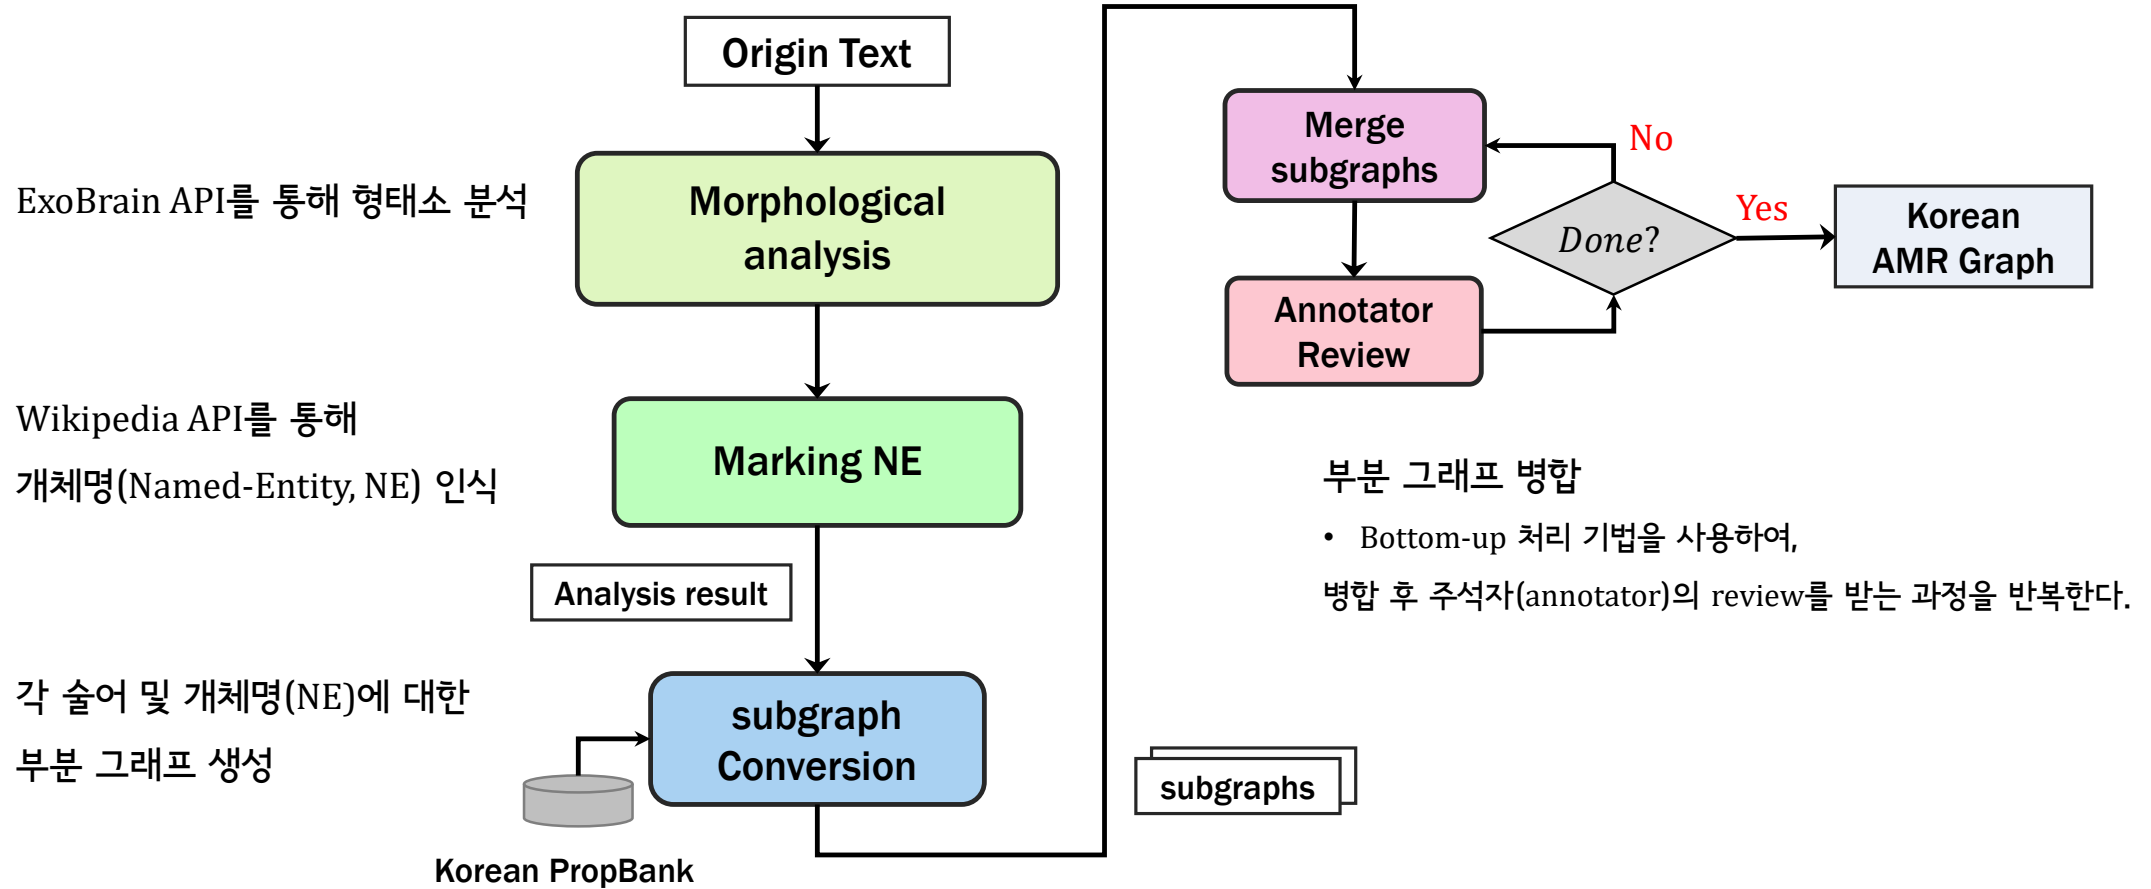 Origin Text
ExoBrain API를 통해 형태소 분석
Morphological
analysis
Wikipedia API를 통해
개체명(Named-Entity, NE) 인식
Marking NE
Analysis result
각 술어 및 개체명(NE)에 대한
부분 그래프 생성
subgraph
Conversion
Korean PropBank
subgraphs
Merge
subgraphs
Annotator
Review
Done?
No
Yes
Korean
AMR Graph
부분 그래프 병합
• Bottom-up 처리 기법을 사용하여,
병합 후 주석자(annotator)의 review를 받는 과정을 반복한다.